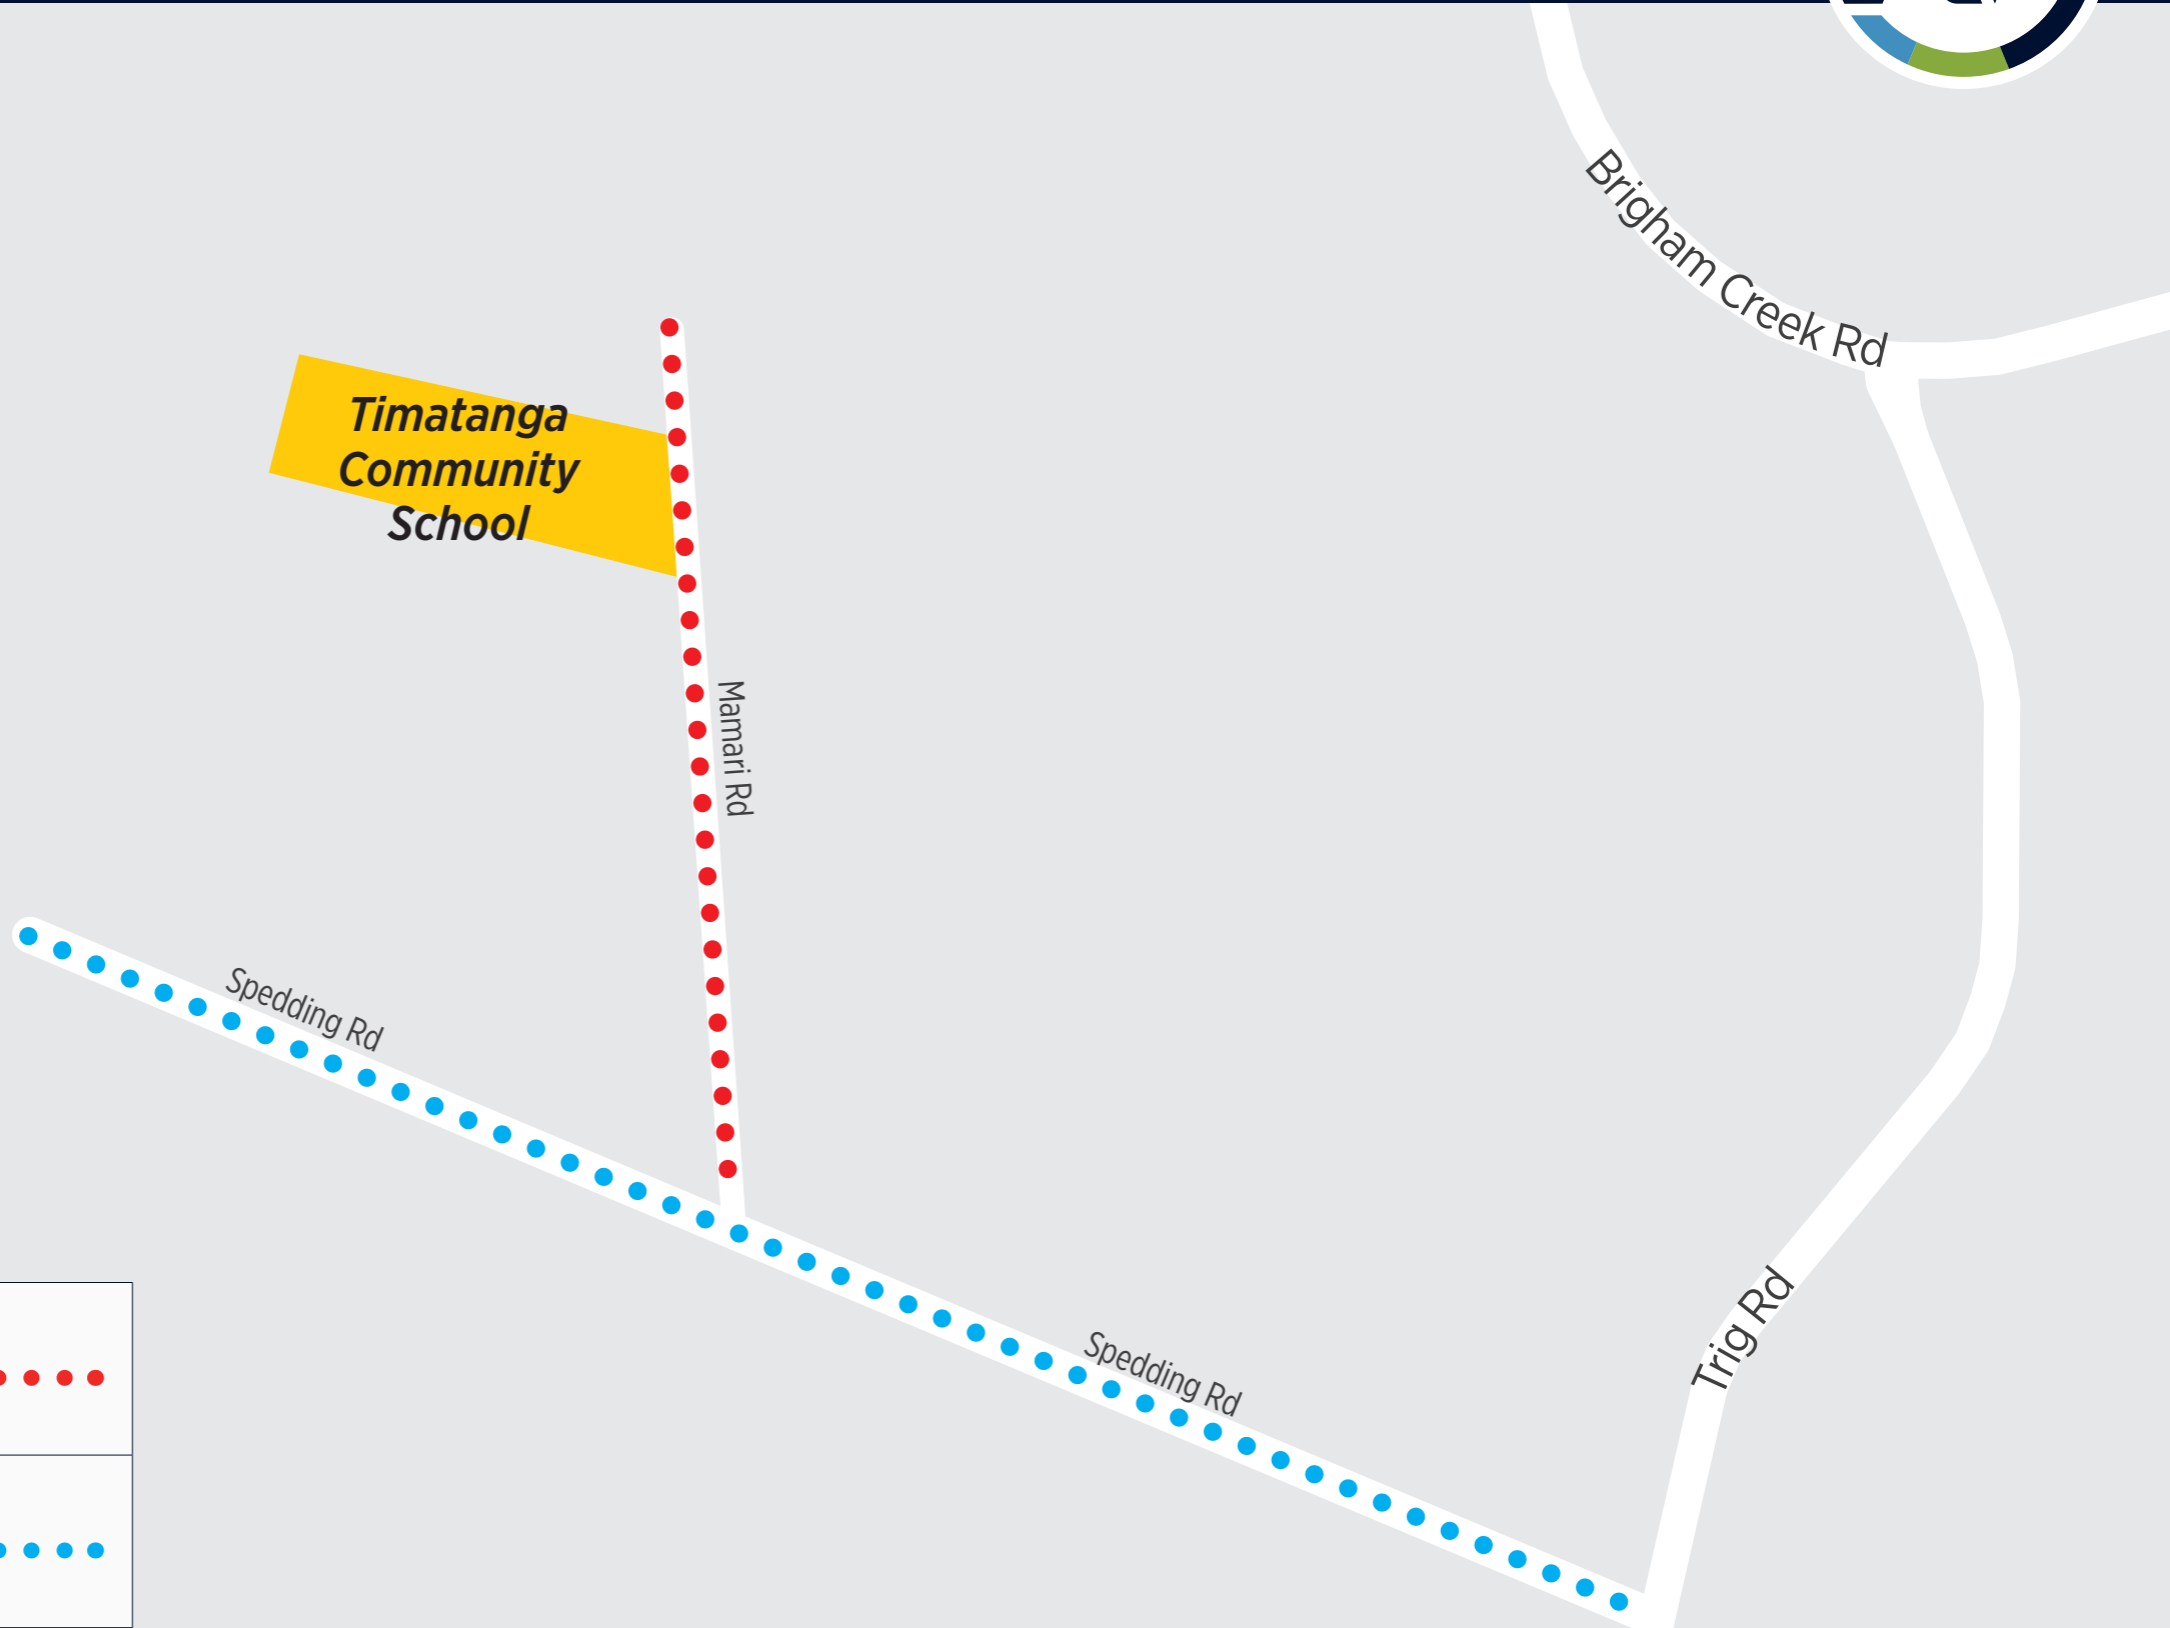 Brigham Creek Rd
Timatanga
Community
School
Mamari Rd
Spedding Rd
Spedding Rd
Trig Rd